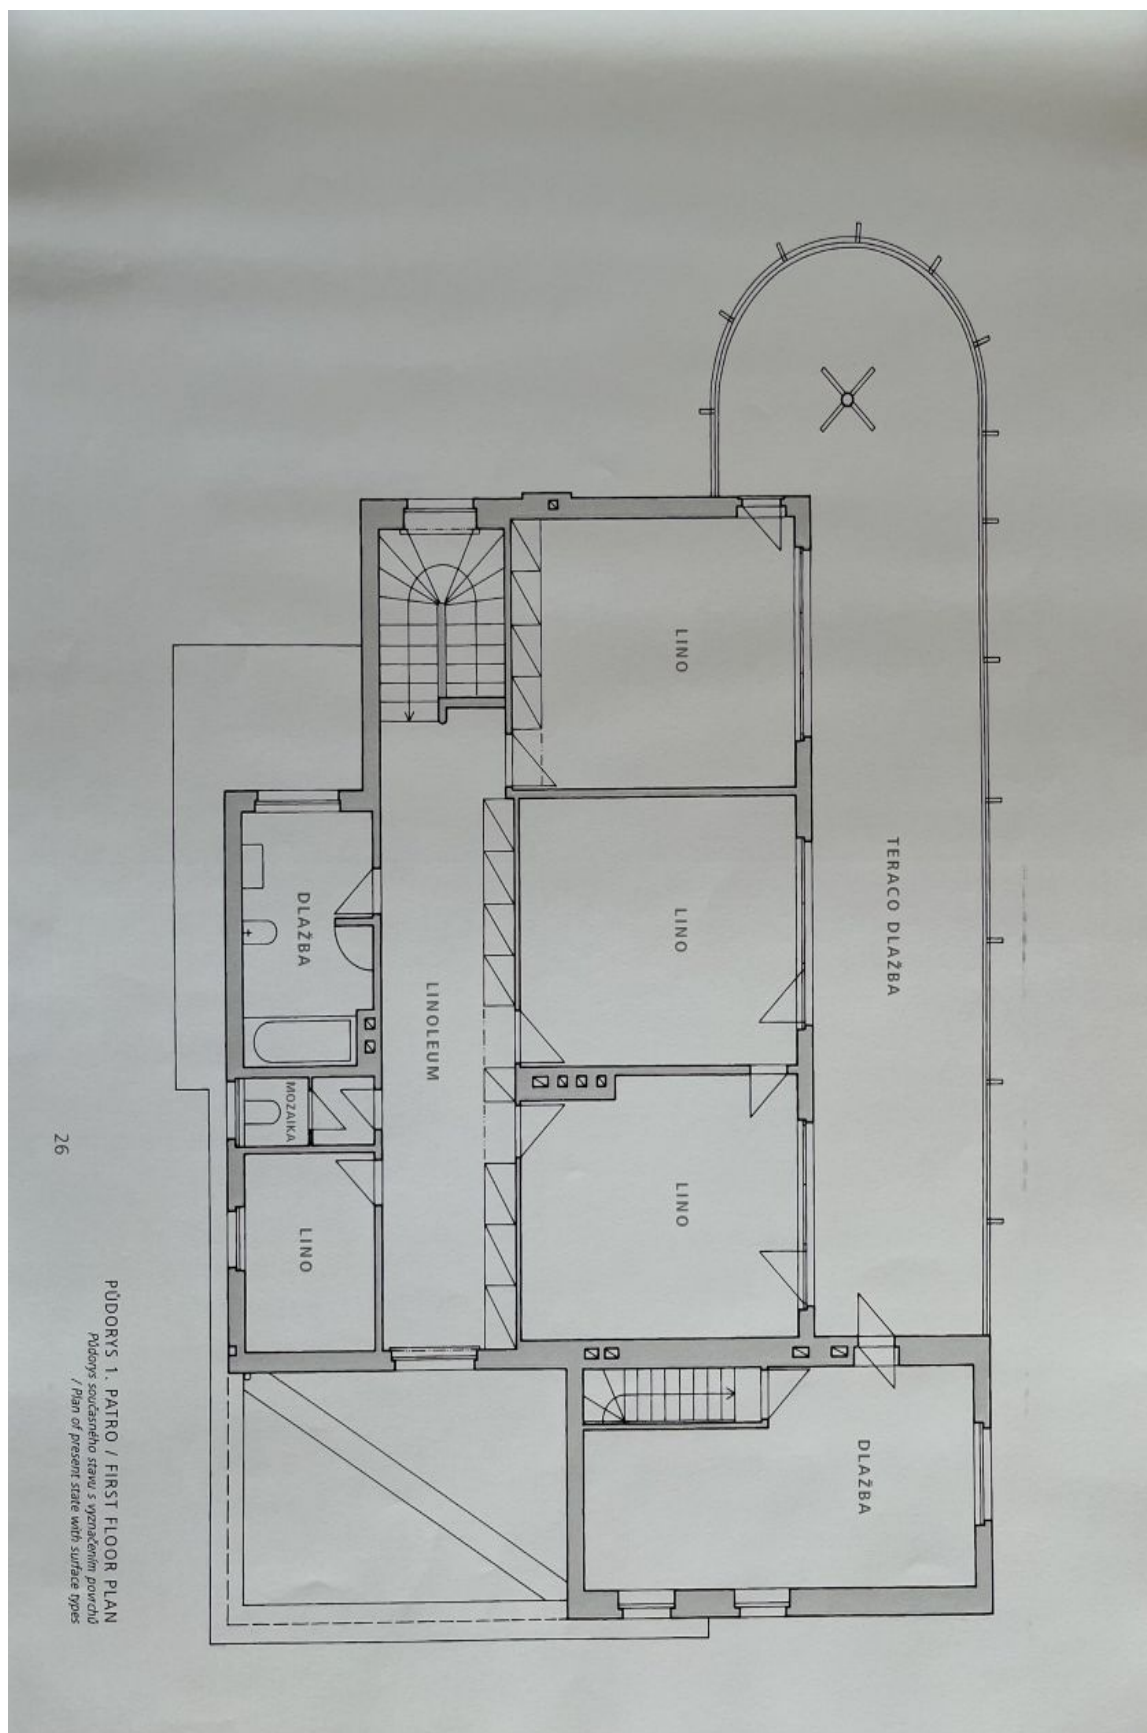 TERACO DLAŽBA
LINO
LINO
LINO
LINOLEUM
DLAŽBA
MOZAIKA
LINO
DLAŽBA
PŮDORYS 1. PATRO / FIRST FLOOR PLAN
Půdorys současného stavu s vyznačením povrchů
/ Plan of present state with surface types
26